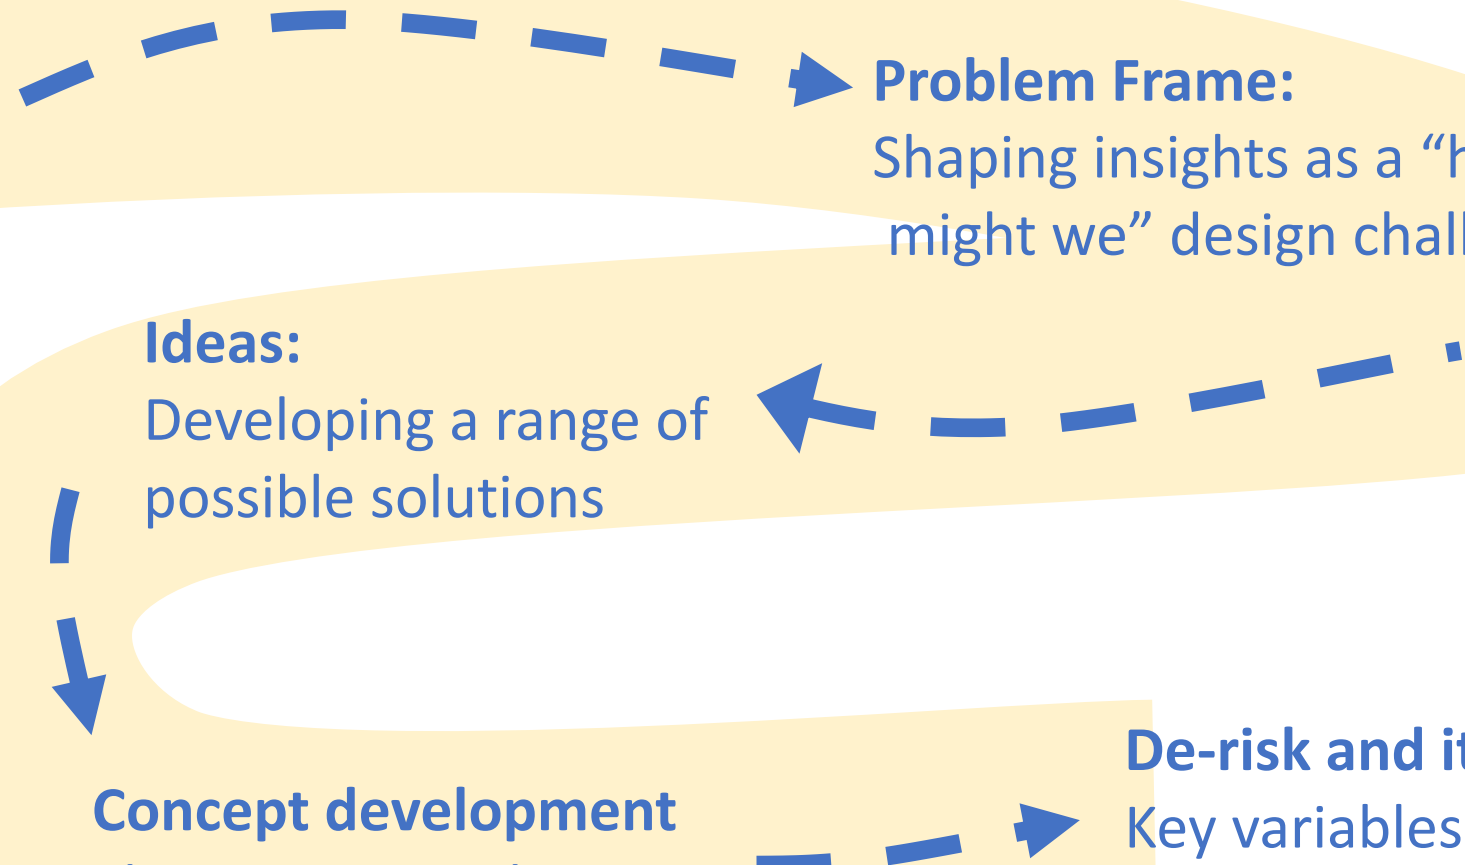 Problem Frame:
Shaping insights as a “h
might we” design chall
Ideas:
Developing a range of
possible solutions
Concept development
De-risk and it
Key variables